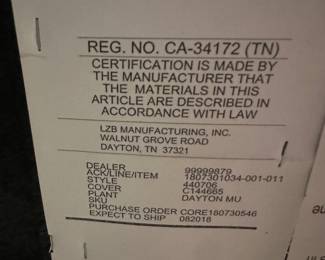 REG. NO. CA-34172 (TN)
CERTIFICATION IS MADE BY
THE MANUFACTURER THAT
THE MATERIALS IN THIS
ARTICLE ARE DESCRIBED IN
ACCORDANCE WITH LAW
LZB MANUFACTURING, INC.
WALNUT GROVE ROAD
DAYTON, TN 37321
DEALER 99999879
ACK/LINE/ITEM 1807301034-001-011
STYLE 440706
COVER C144665
PLANT DAYTON MU
SKU
PURCHASE ORDER CORE180730546
EXPECT TO SHIP 082018